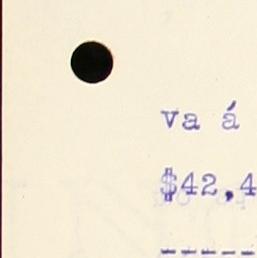 va á
$42,4
-----